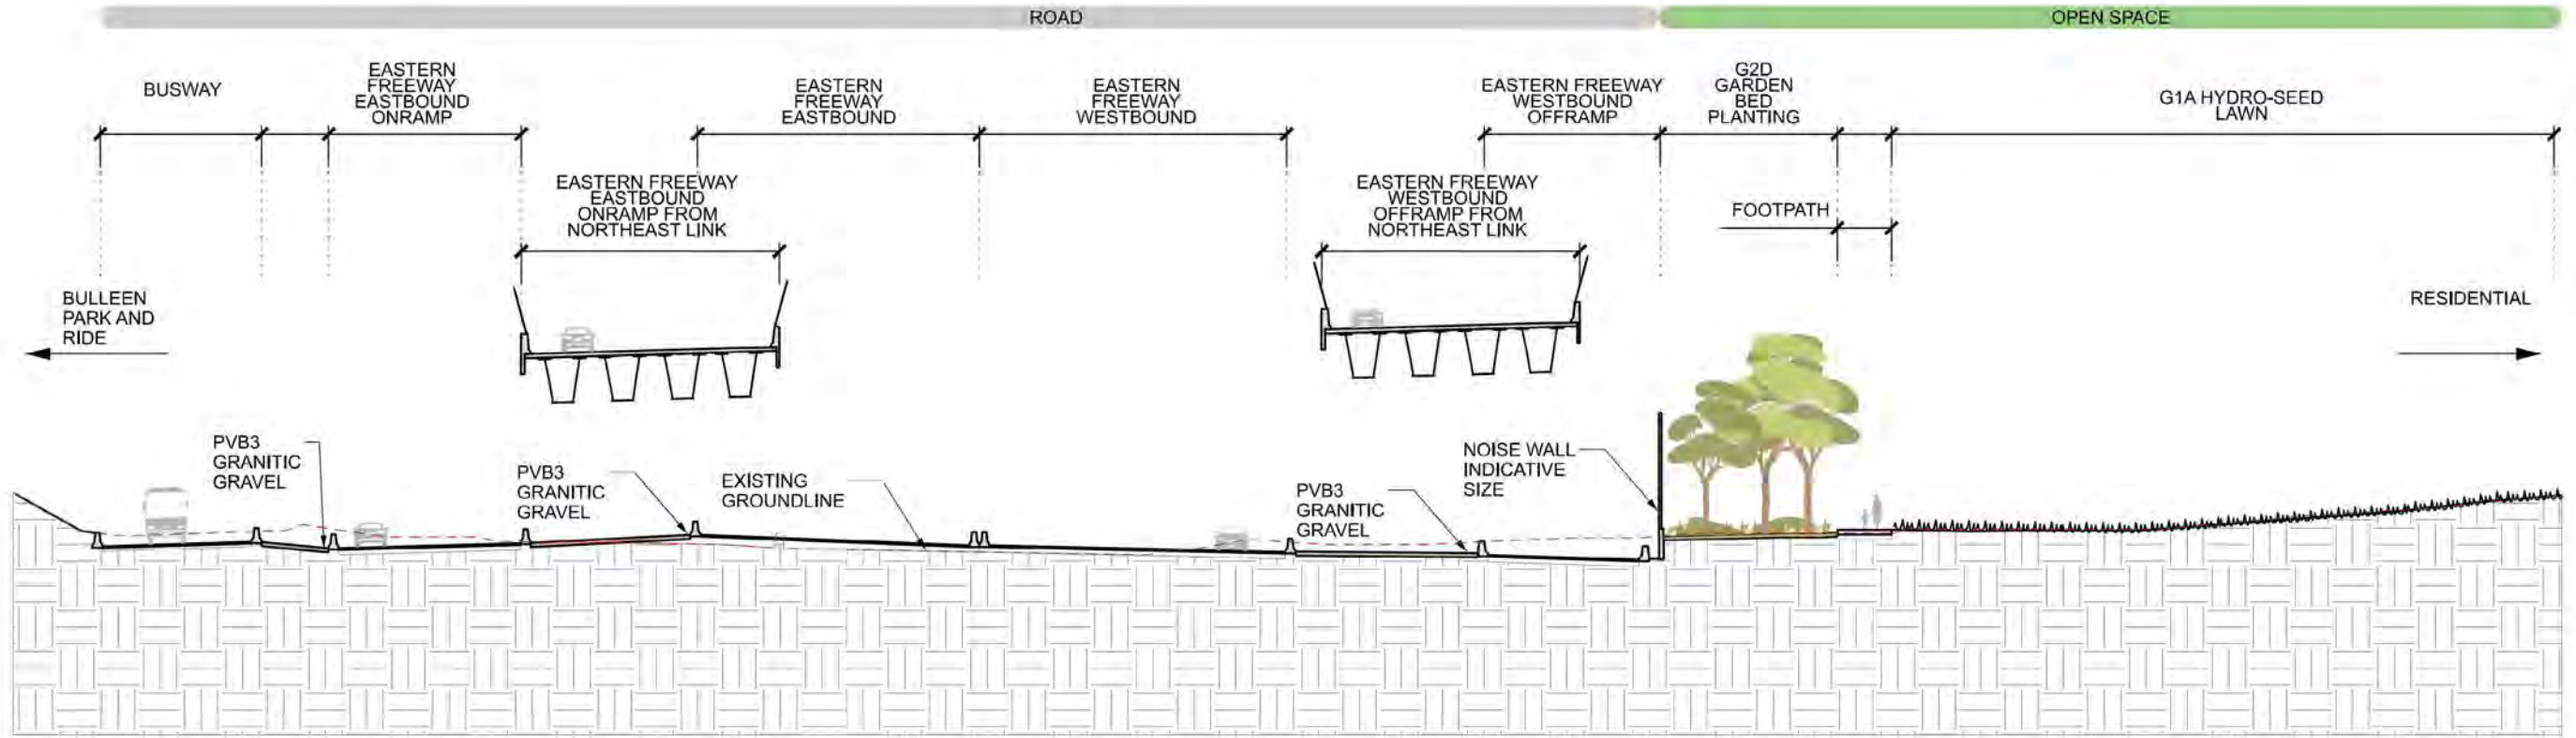 ROAD
OPEN SPACE
BUSWAY
EASTERN
FREEWAY
EASTBOUND
ONRAMP
EASTERN
FREEWAY
EASTBOUND
EASTERN
FREEWAY
WESTBOUND
EASTERN FREEWAY
WESTBOUND
OFFRAMP
G2D
GARDEN
BED
PLANTING
G1A HYDRO-SEED
LAWN
EASTERN FREEWAY
EASTBOUND
ONRAMP FROM
NORTHEAST LINK
EASTERN FREEWAY
WESTBOUND
OFFRAMP FROM
NORTHEAST LINK
FOOTPATH
BULLEEN
PARK AND
RIDE
RESIDENTIAL
PVB3
GRANITIC
GRAVEL
PVB3
GRANITIC
GRAVEL
EXISTING
GROUNDLINE
PVB3
GRANITIC
GRAVEL
NOISE WALL
INDICATIVE
SIZE